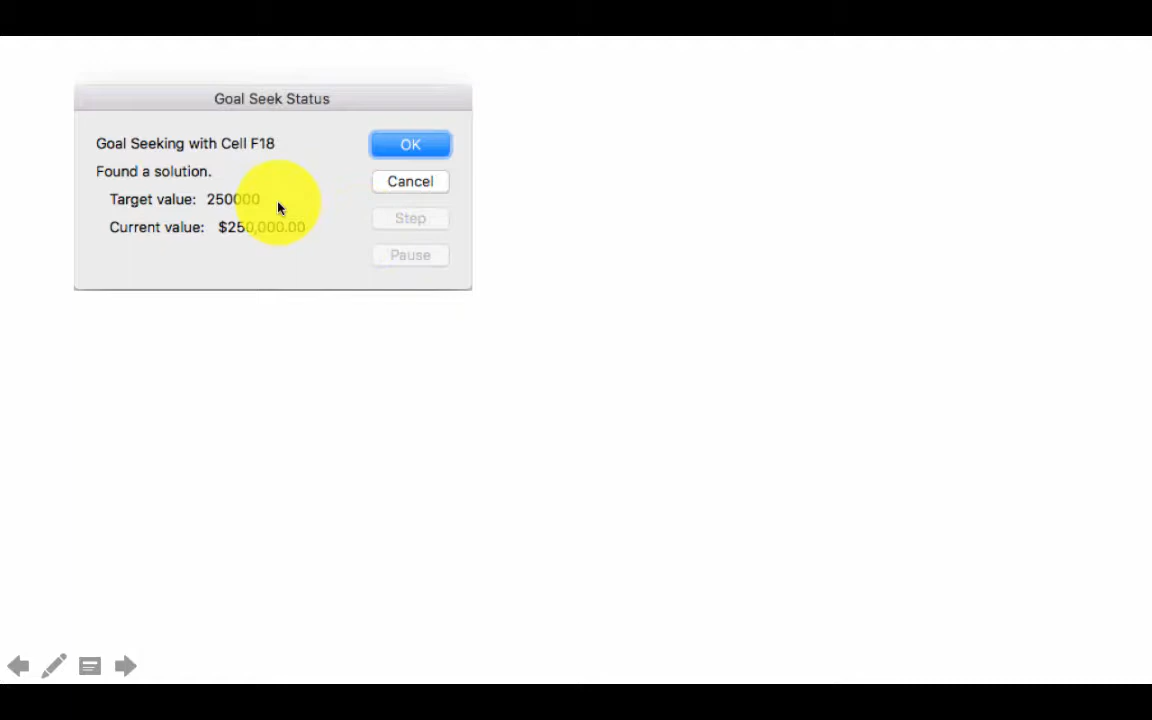 Goal Seek Status
Goal Seeking with Cell F18
OK
Found a solution.
Cancel
Target value: 250000
Step
Current value: $250,000.00
Pause